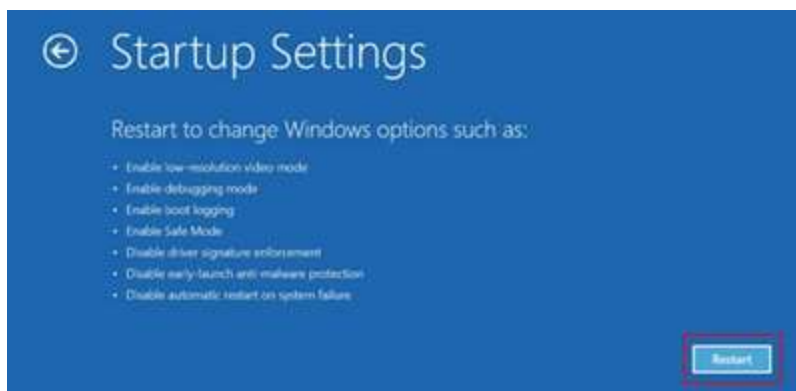 Startup Settings
Restart to change Windows options such as:
• Enable low-resolution video mode
• Enable debugging mode
• Enable boot logging
• Enable Safe Mode
• Disable driver signature enforcement
• Disable early-launch anti-malware protection
• Disable automatic restart on system failure
Restart